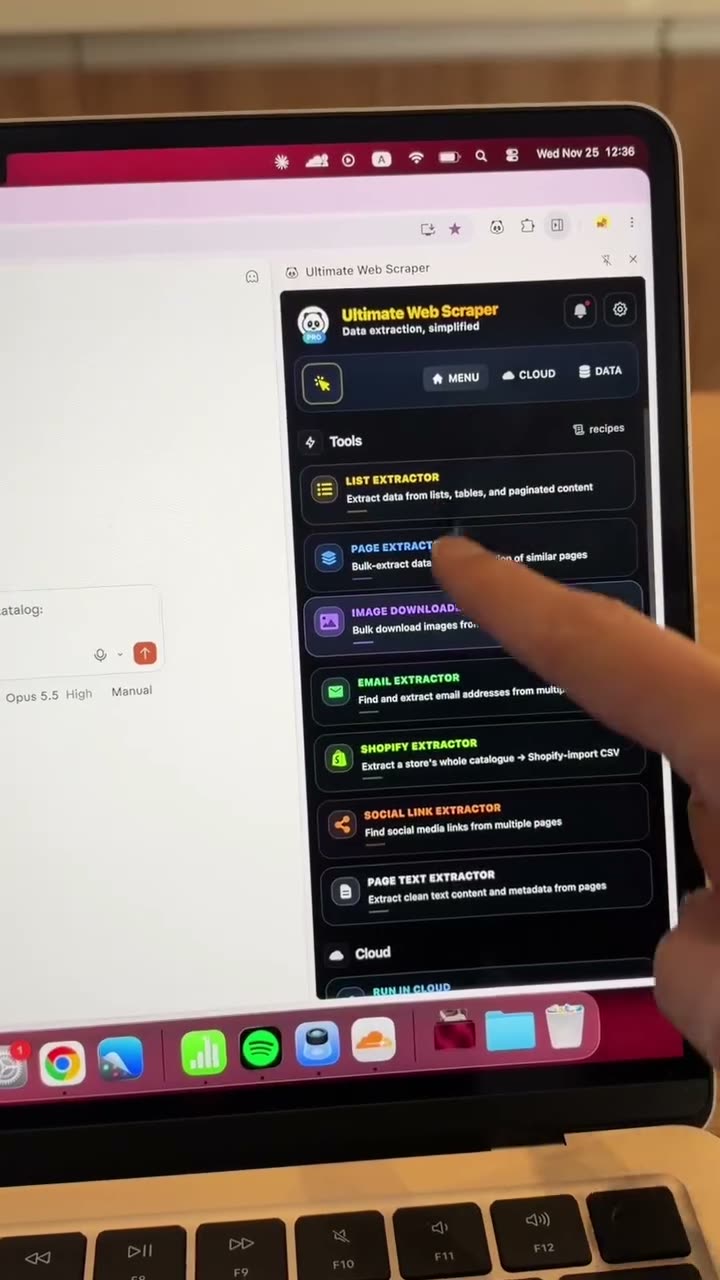 A
Wed Nov 25 12:36
Ultimate Web Scraper
Ultimate Web Scraper
Data extraction, simplified
PRO
MENU
CLOUD
DATA
Tools
recipes
LIST EXTRACTOR
Extract data from lists, tables, and paginated content
PAGE EXTRACT
Bulk-extract data of similar pages
IMAGE DOWNLOAD
Bulk download images
EMAIL EXTRACTOR
Find and extract email addresses from
SHOPIFY EXTRACTOR
Extract a store's whole catalogue → Shopify-import CSV
SOCIAL LINK EXTRACTOR
Find social media links from multiple pages
PAGE TEXT EXTRACTOR
Extract clean text content and metadata from pages
Cloud
RUN IN CLOUD
atalog:
Opus 5.5 High
Manual
1
F8
F9
F10
F11
F12